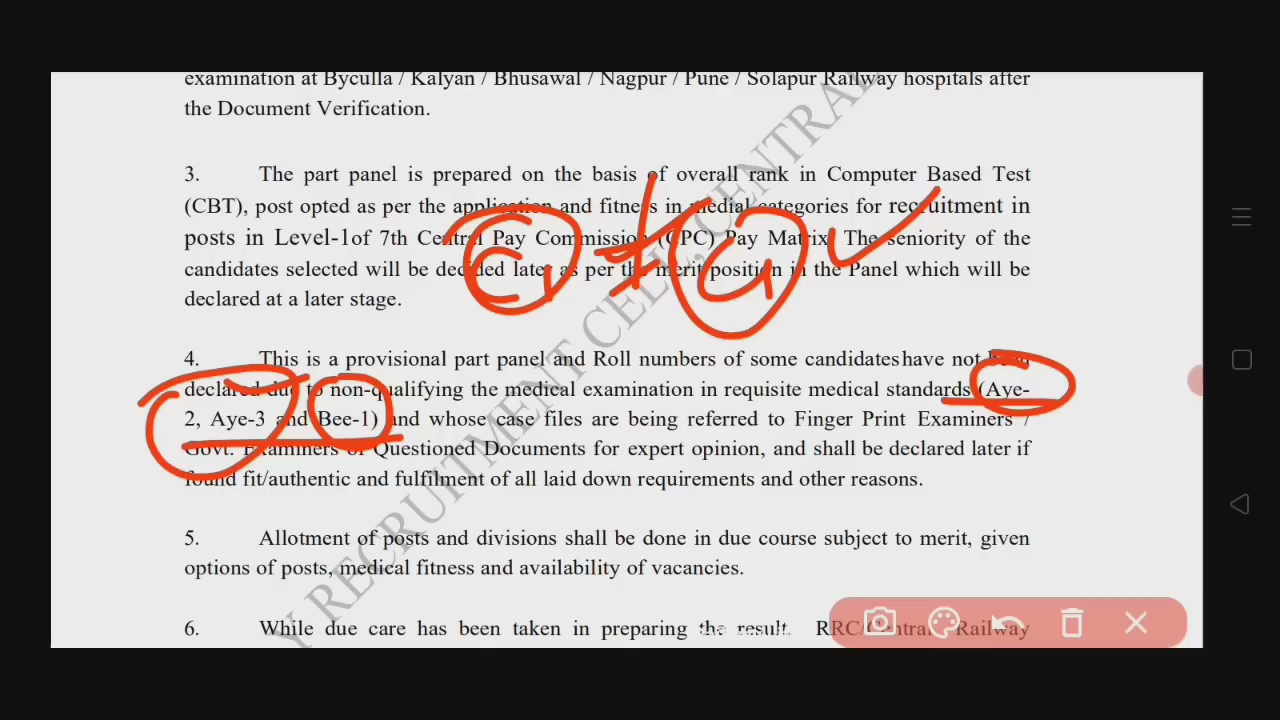 examination at Byculla / Kalyan / Bhusawal / Nagpur / Pune / Solapur Railway hospitals after
the Document Verification.
3. The part panel is prepared on the basis of overall rank in Computer Based Test
(CBT), post opted as per the application and fitness in medial categories for recruitment in
posts in Level-1of 7th Central Pay Commission (CPC) Pay Matrix. The seniority of the
candidates selected will be decided later as per the merit position in the Panel which will be
declared at a later stage.
4. This is a provisional part panel and Roll numbers of some candidates have not been
declared due to non-qualifying the medical examination in requisite medical standards (Aye-
2, Aye-3 and Bee-1) and whose case files are being referred to Finger Print Examiners /
Govt. Examiners of Questioned Documents for expert opinion, and shall be declared later if
found fit/authentic and fulfilment of all laid down requirements and other reasons.
5. Allotment of posts and divisions shall be done in due course subject to merit, given
options of posts, medical fitness and availability of vacancies.
6. While due care has been taken in preparing the result, RRC/Central Railway
Y RECRUITMENT CELL, CENTRAL
C1
C1